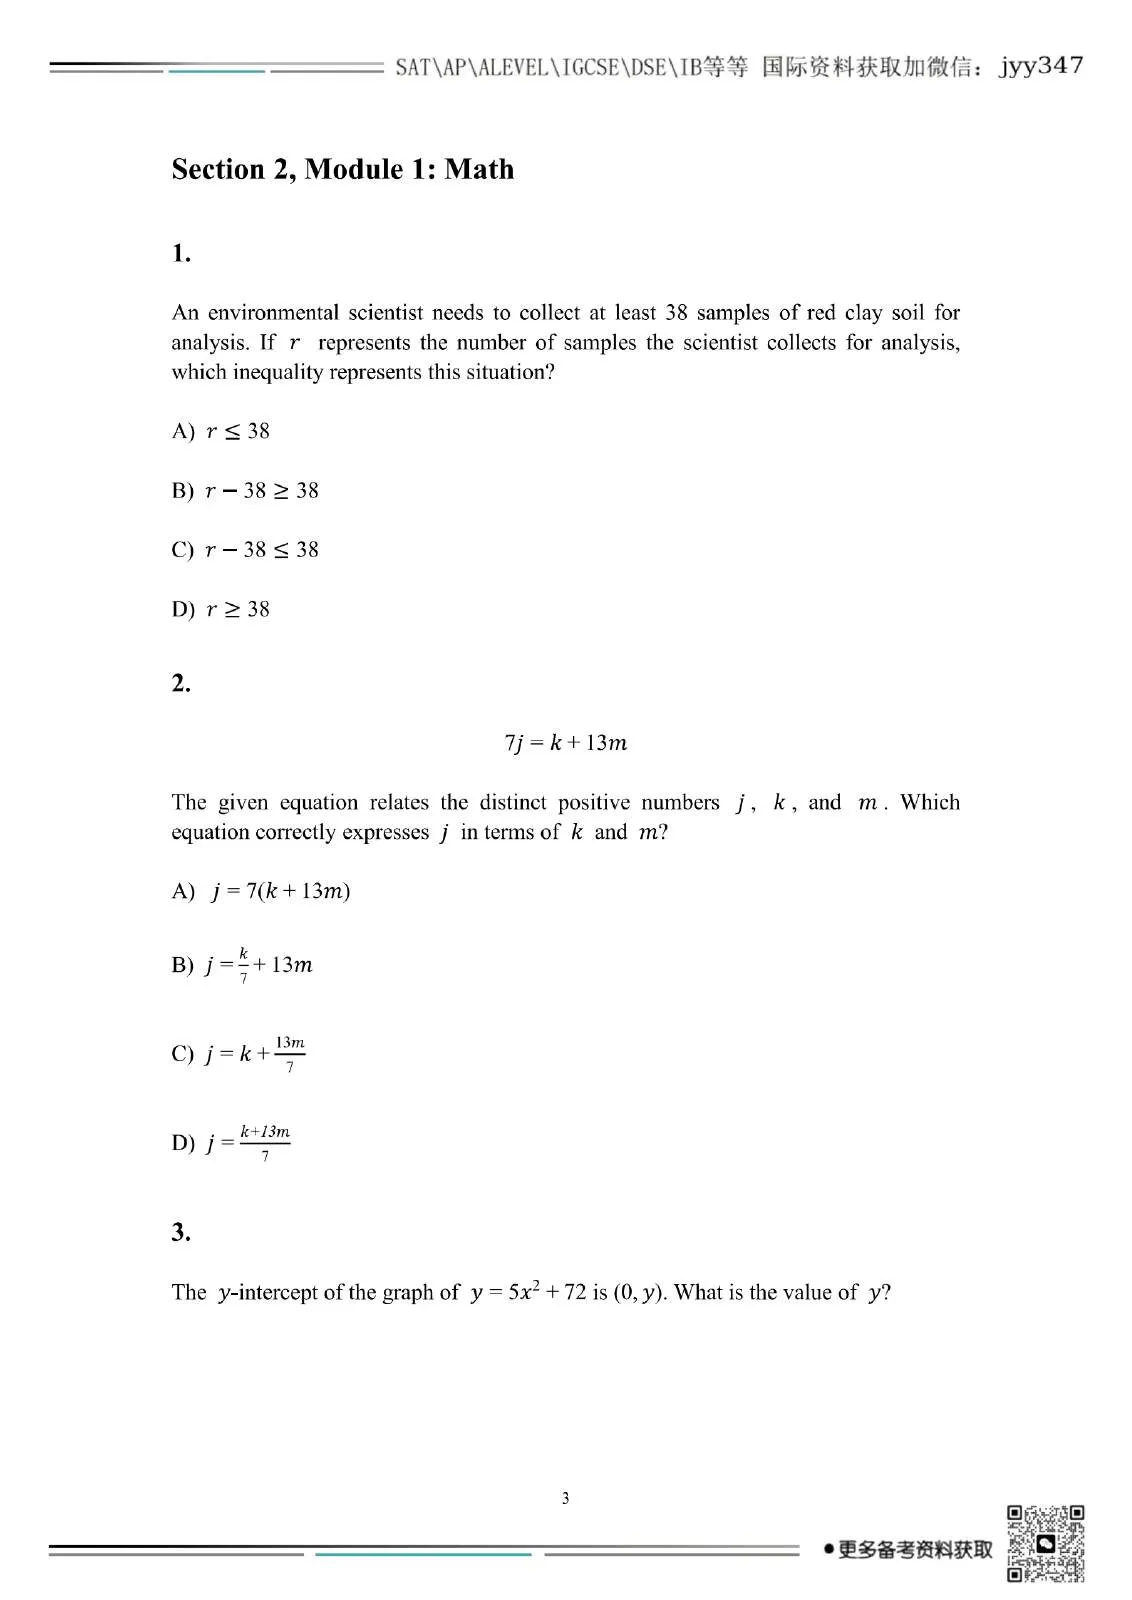 SAT\AP\ALEVEL\IGCSE\DSE\IB等等 国际资料获取加微信：jyy347
Section 2, Module 1: Math
1.
An environmental scientist needs to collect at least 38 samples of red clay soil for
analysis. If r represents the number of samples the scientist collects for analysis,
which inequality represents this situation?
A) r ≤ 38
B) r − 38 ≥ 38
C) r − 38 ≤ 38
D) r ≥ 38
2.
7j = k + 13m
The given equation relates the distinct positive numbers j, k, and m. Which
equation correctly expresses j in terms of k and m?
A) j = 7(k + 13m)
B) j = k/7 + 13m
C) j = k + 13m/7
D) j = k+13m/7
3.
The y-intercept of the graph of y = 5x² + 72 is (0, y). What is the value of y?
3
●更多备考资料获取